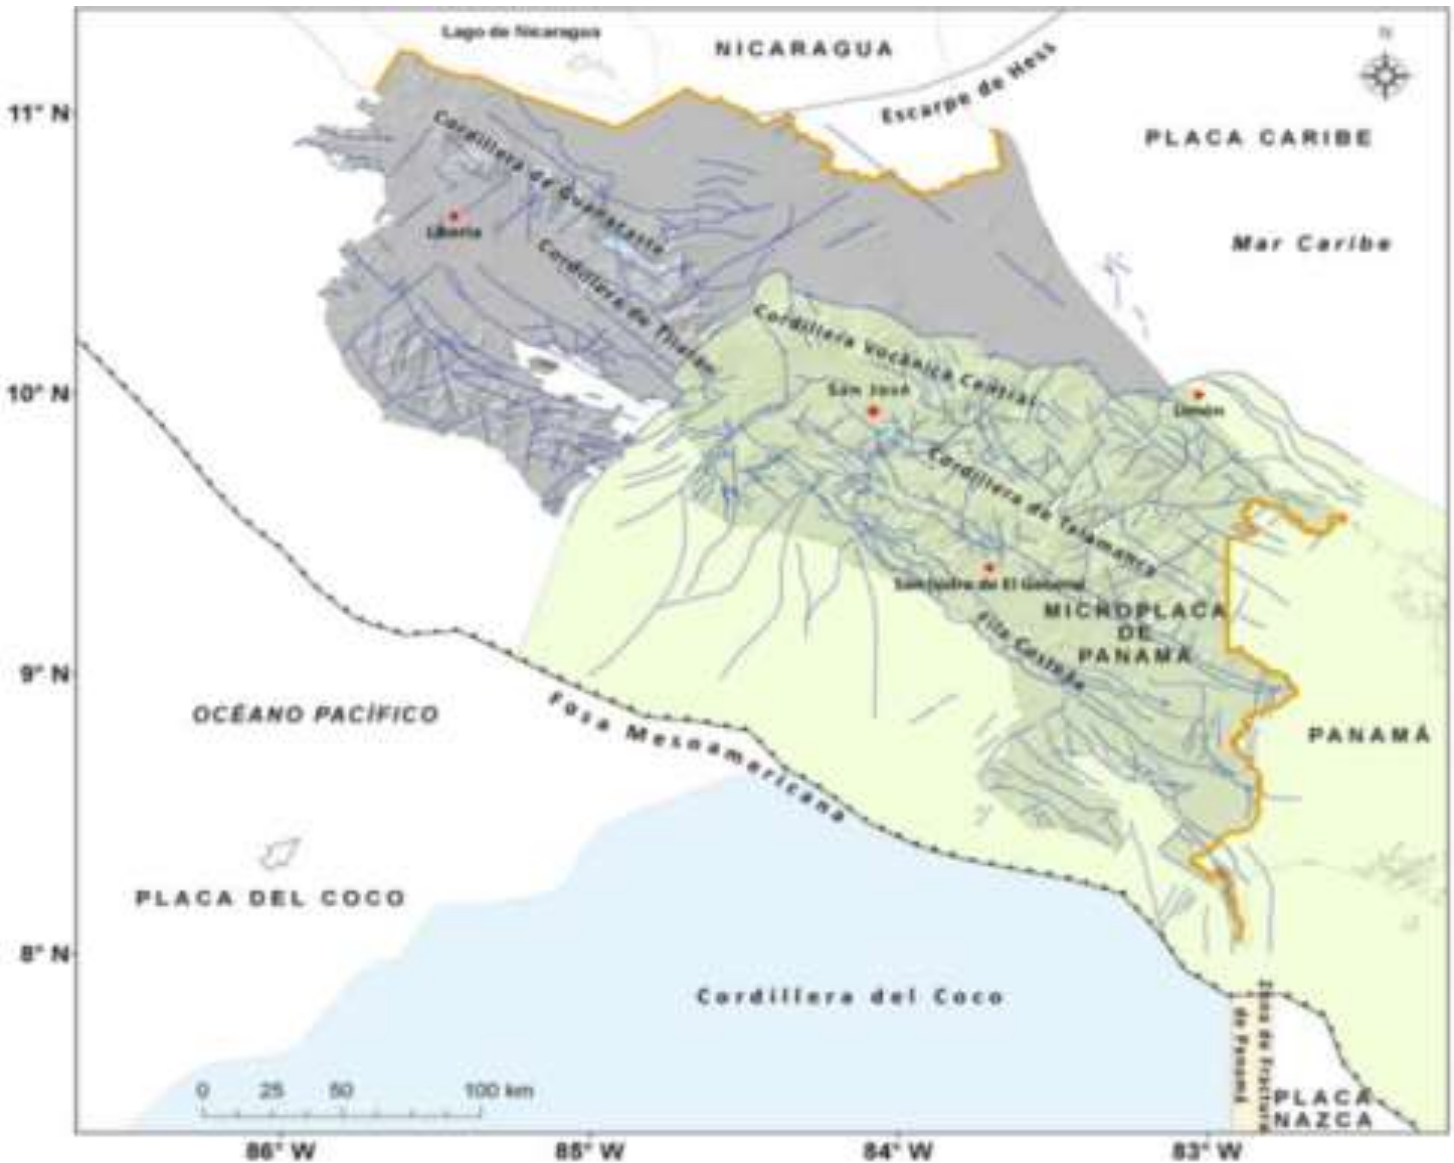 Lago de Nicaragua
NICARAGUA
N
Escarpe de Hess
11° N
PLACA CARIBE
Cordillera de Guanacaste
Liberia
Mar Caribe
Cordillera de Tilarán
Cordillera Vocánica Central
10° N
San José
Limón
Cordillera de Talamanca
San Isidro de El General
MICROPLACA
DE
PANAMÁ
Fila Costeña
9° N
OCÉANO PACÍFICO
Fosa Mesoamericana
PANAMÁ
PLACA DEL COCO
8° N
Cordillera del Coco
Zona de Fractura
de Panamá
0 25 50 100 km
PLACA
NAZCA
86° W 85° W 84° W 83° W